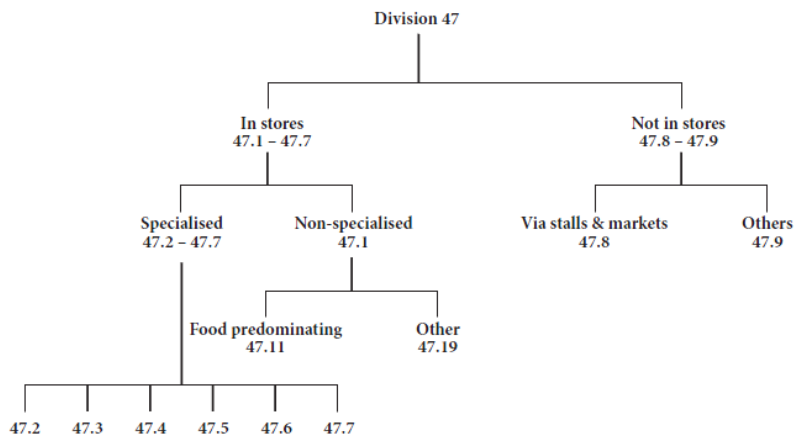 Division 47
In stores
47.1 – 47.7
Not in stores
47.8 – 47.9
Specialised
47.2 – 47.7
Non-specialised
47.1
Via stalls & markets
47.8
Others
47.9
Food predominating
47.11
Other
47.19
47.2 47.3 47.4 47.5 47.6 47.7